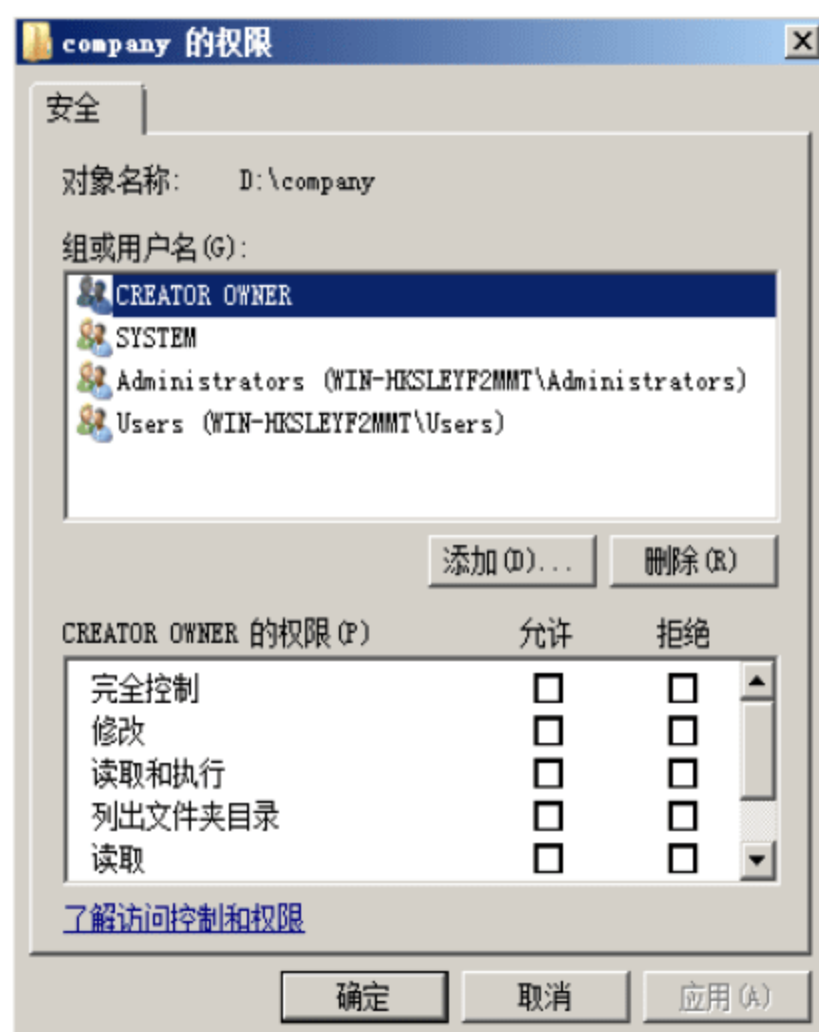 company 的权限
安全
对象名称: D:\company
组或用户名(G):
CREATOR OWNER
SYSTEM
Administrators (WIN-HKSLEYF2MMT\Administrators)
Users (WIN-HKSLEYF2MMT\Users)
添加(D)... 删除(R)
CREATOR OWNER 的权限(P) 允许 拒绝
完全控制
修改
读取和执行
列出文件夹目录
读取
了解访问控制和权限
确定 取消 应用(A)